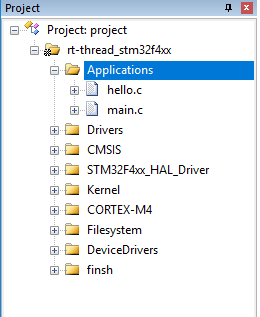 Project
Project: project
rt-thread_stm32f4xx
Applications
hello.c
main.c
Drivers
CMSIS
STM32F4xx_HAL_Driver
Kernel
CORTEX-M4
Filesystem
DeviceDrivers
finsh